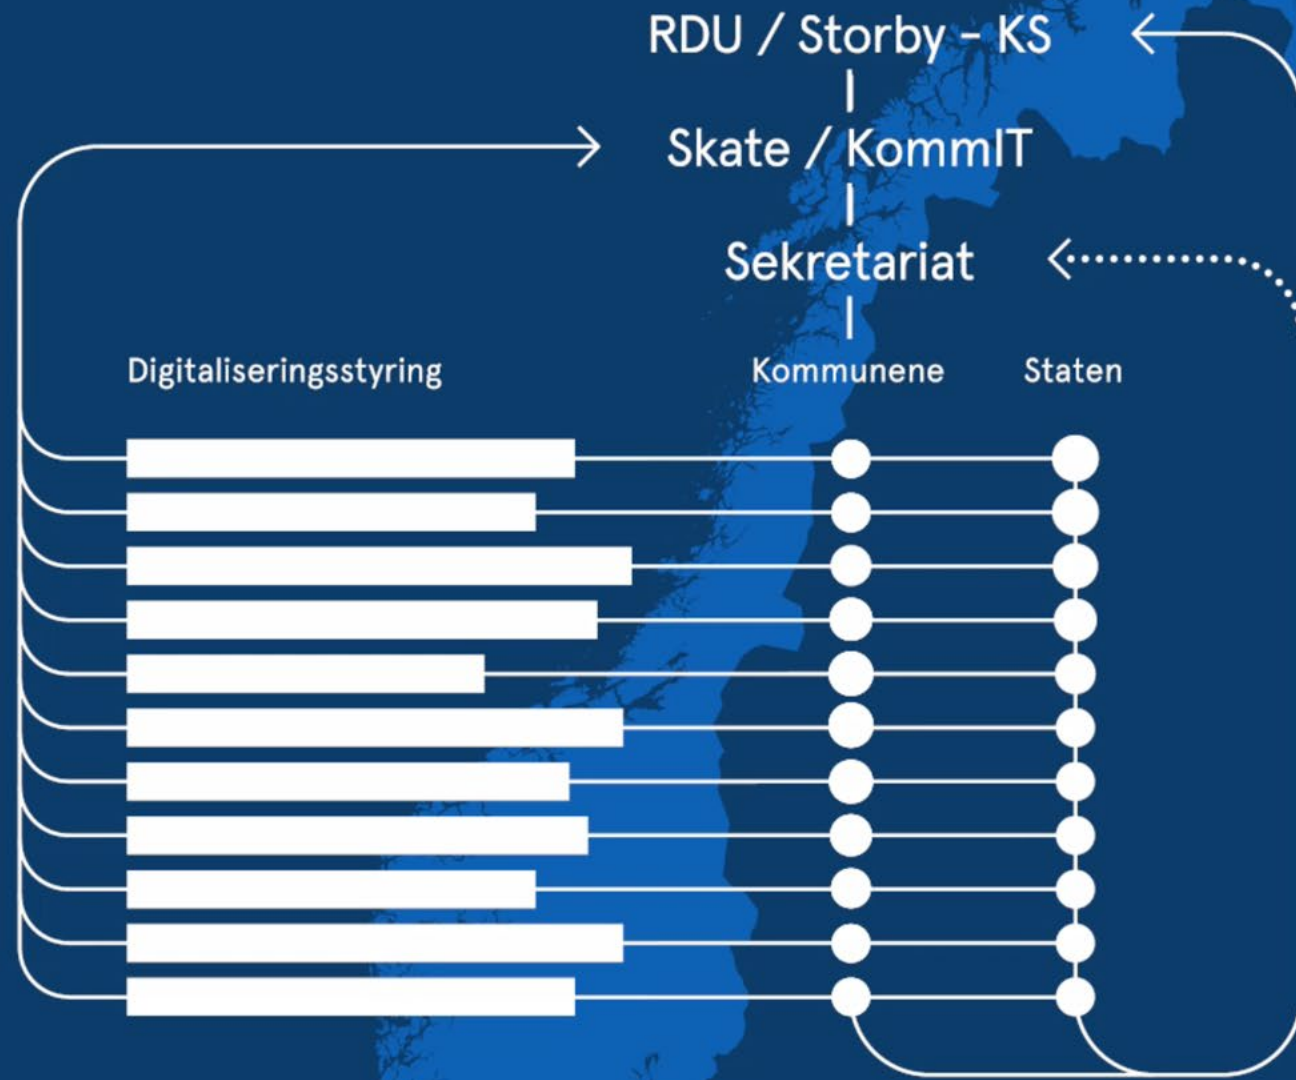 RDU / Storby - KS
Skate / KommIT
Sekretariat
Digitaliseringsstyring
Kommunene
Staten